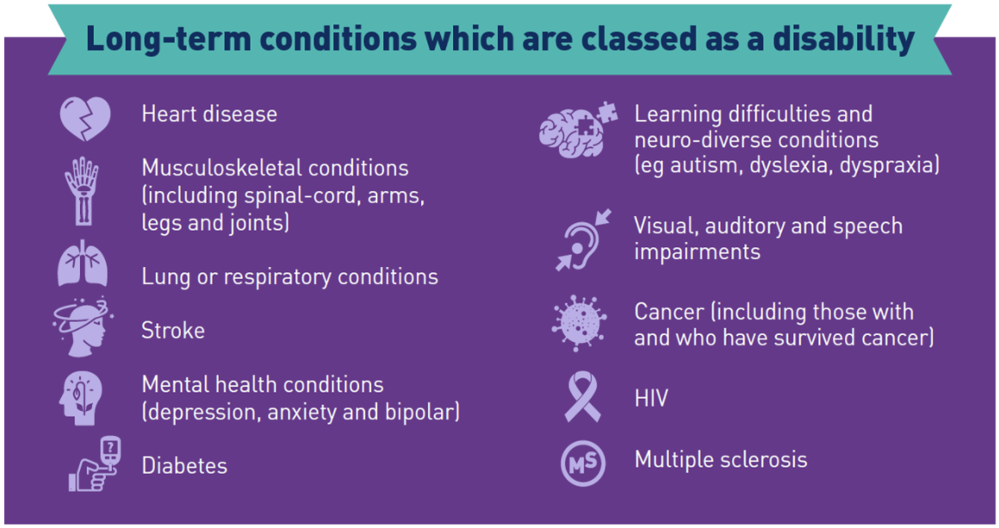 Long-term conditions which are classed as a disability
Heart disease
Musculoskeletal conditions
(including spinal-cord, arms,
legs and joints)
Lung or respiratory conditions
Stroke
Mental health conditions
(depression, anxiety and bipolar)
?
Diabetes
Learning difficulties and
neuro-diverse conditions
(eg autism, dyslexia, dyspraxia)
Visual, auditory and speech
impairments
Cancer (including those with
and who have survived cancer)
HIV
MS
Multiple sclerosis